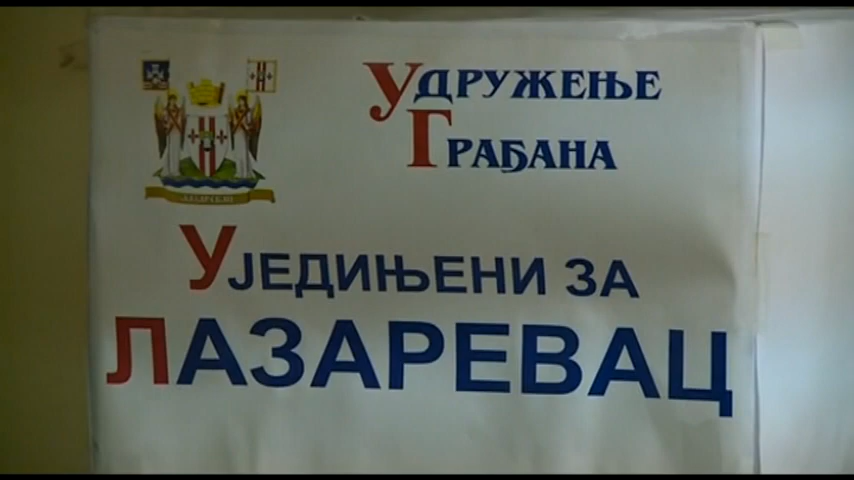 Удружење
Грађана
Уједињени за
Лазаревац